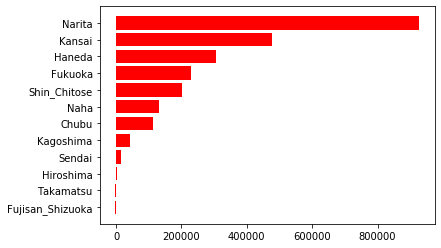 Narita
Kansai
Haneda
Fukuoka
Shin_Chitose
Naha
Chubu
Kagoshima
Sendai
Hiroshima
Takamatsu
Fujisan_Shizuoka
0 200000 400000 600000 800000